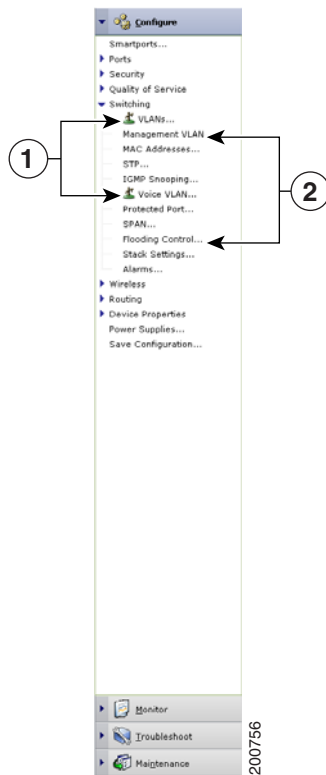 Configure
Smartports...
Ports
Security
Quality of Service
Switching
VLANs...
Management VLAN
MAC Addresses...
STP...
IGMP Snooping...
Voice VLAN...
Protected Port...
SPAN...
Flooding Control...
Stack Settings...
Alarms...
Wireless
Routing
Device Properties
Power Supplies...
Save Configuration...
1
2
Monitor
Troubleshoot
Maintenance
200756